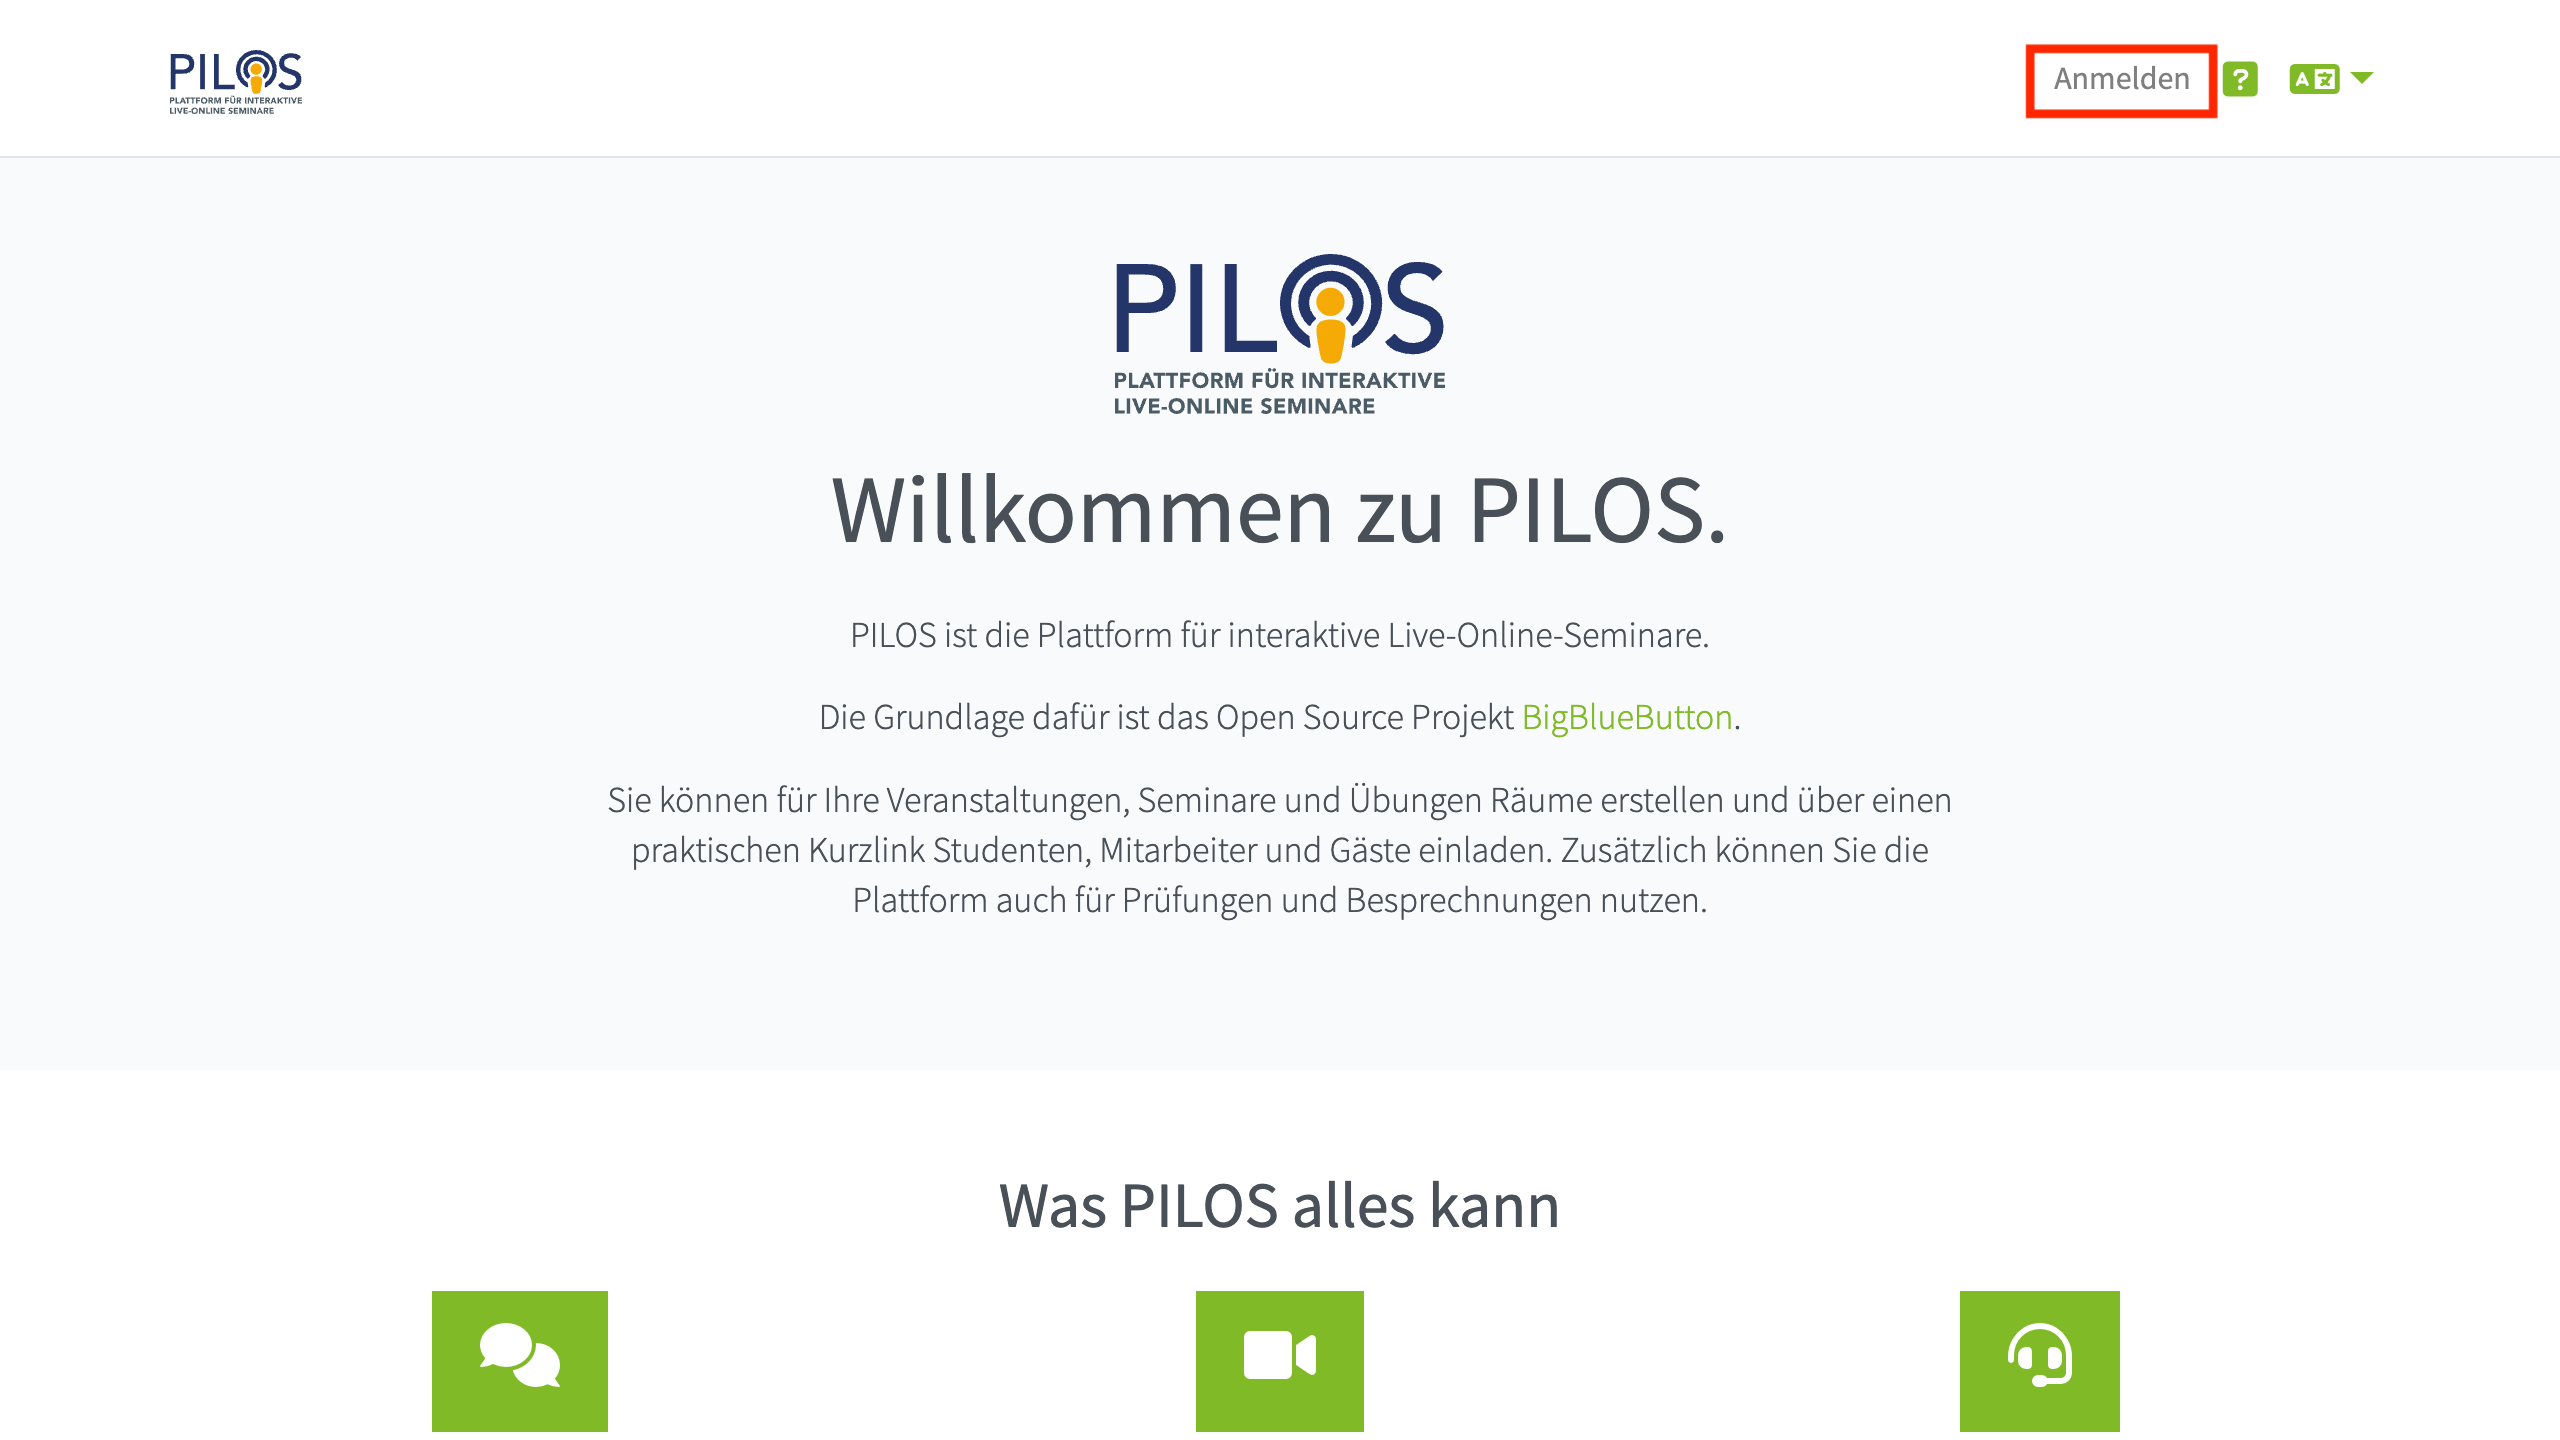 PILOS
PLATTFORM FÜR INTERAKTIVE
LIVE-ONLINE SEMINARE
Anmelden
?
A
PILOS
PLATTFORM FÜR INTERAKTIVE
LIVE-ONLINE SEMINARE
Willkommen zu PILOS.
PILOS ist die Plattform für interaktive Live-Online-Seminare.
Die Grundlage dafür ist das Open Source Projekt BigBlueButton.
Sie können für Ihre Veranstaltungen, Seminare und Übungen Räume erstellen und über einen
praktischen Kurzlink Studenten, Mitarbeiter und Gäste einladen. Zusätzlich können Sie die
Plattform auch für Prüfungen und Besprechnungen nutzen.
Was PILOS alles kann